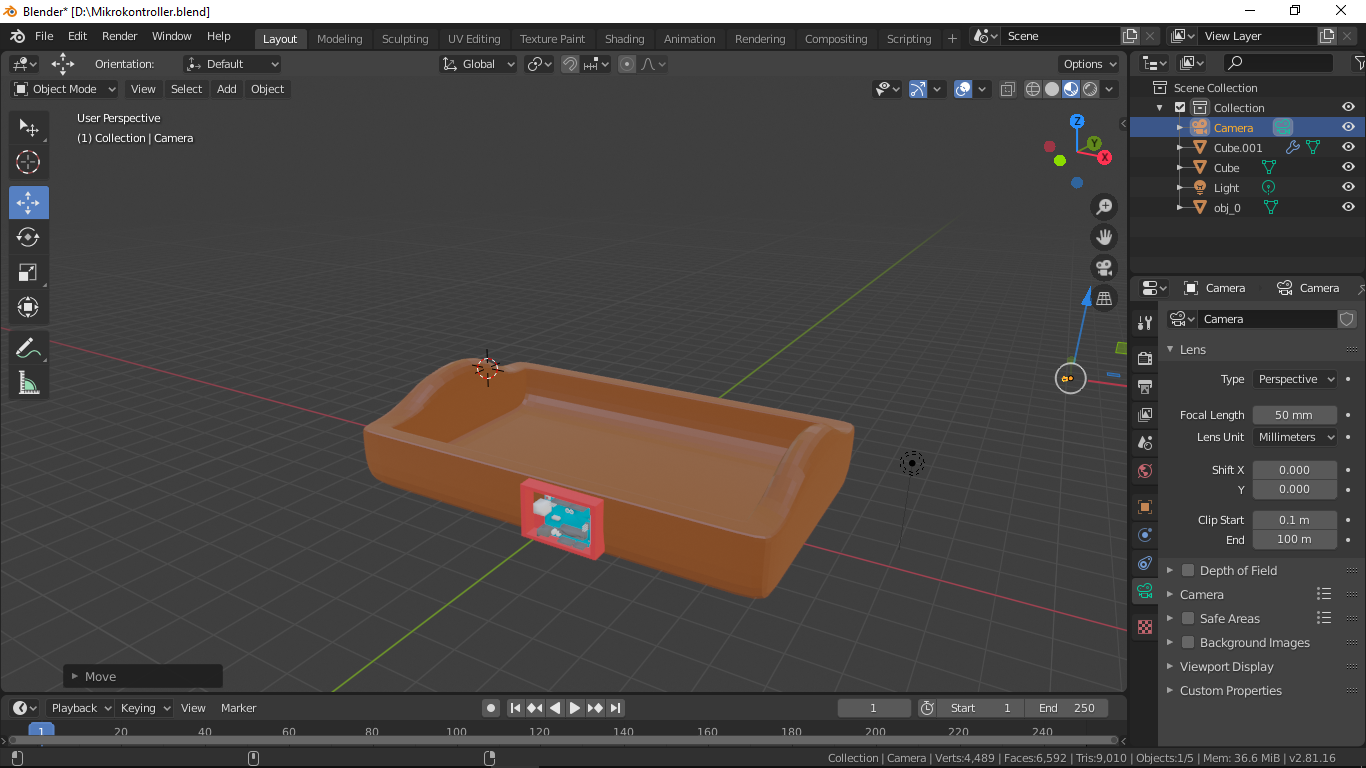 Blender* [D:\Mikrokontroller.blend]
File Edit Render Window Help Layout Modeling Sculpting UV Editing Texture Paint Shading Animation Rendering Compositing Scripting + Scene View Layer
Orientation: Default Global Options
Object Mode View Select Add Object
User Perspective
(1) Collection | Camera
Z
Y
X
Scene Collection
Collection
Camera
Cube.001
Cube
Light
obj_0
Camera Camera
Camera
Lens
Type Perspective
Focal Length 50 mm
Lens Unit Millimeters
Shift X 0.000
Y 0.000
Clip Start 0.1 m
End 100 m
Depth of Field
Camera
Safe Areas
Background Images
Viewport Display
Custom Properties
Move
Playback Keying View Marker 1 Start 1 End 250
1 20 40 60 80 100 120 140 160 180 200 220 240
Collection | Camera | Verts:4,489 | Faces:6,592 | Tris:9,010 | Objects:1/5 | Mem: 36.6 MiB | v2.81.16